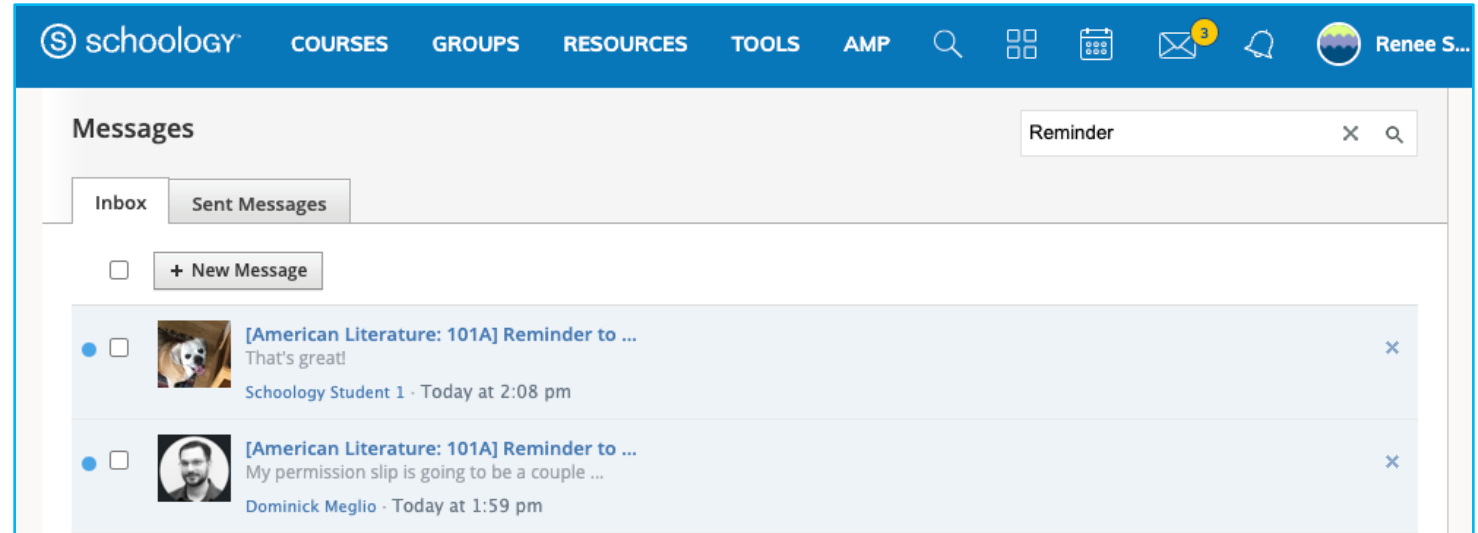 schoology COURSES GROUPS RESOURCES TOOLS AMP 3 Renee S...
Messages
Reminder
Inbox Sent Messages
+ New Message
[American Literature: 101A] Reminder to ...
That's great!
Schoology Student 1 · Today at 2:08 pm
[American Literature: 101A] Reminder to ...
My permission slip is going to be a couple ...
Dominick Meglio · Today at 1:59 pm